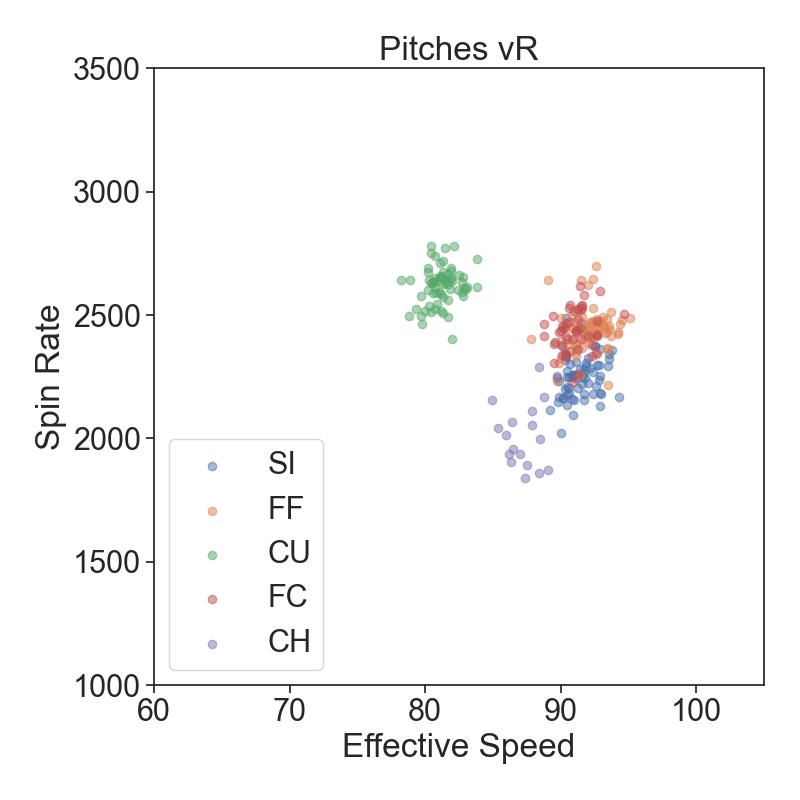 Pitches vR
3500
3000
2500
2000
1500
1000
Spin Rate
SI
FF
CU
FC
CH
60 70 80 90 100
Effective Speed